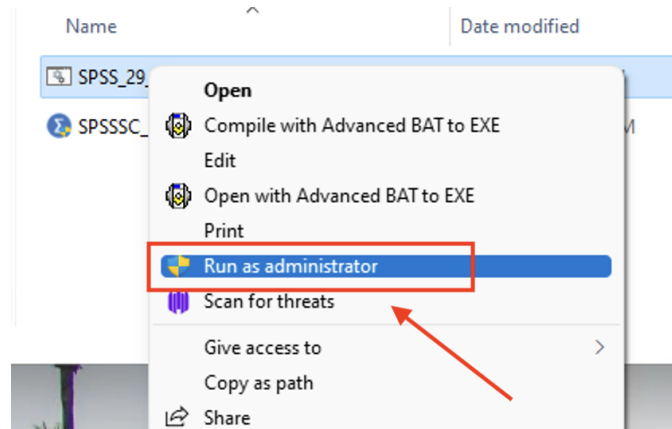 Name
Date modified
SPSS_29_
Open
SPSSSC_
Compile with Advanced BAT to EXE
M
Edit
Open with Advanced BAT to EXE
Print
Run as administrator
Scan for threats
Give access to
Copy as path
Share